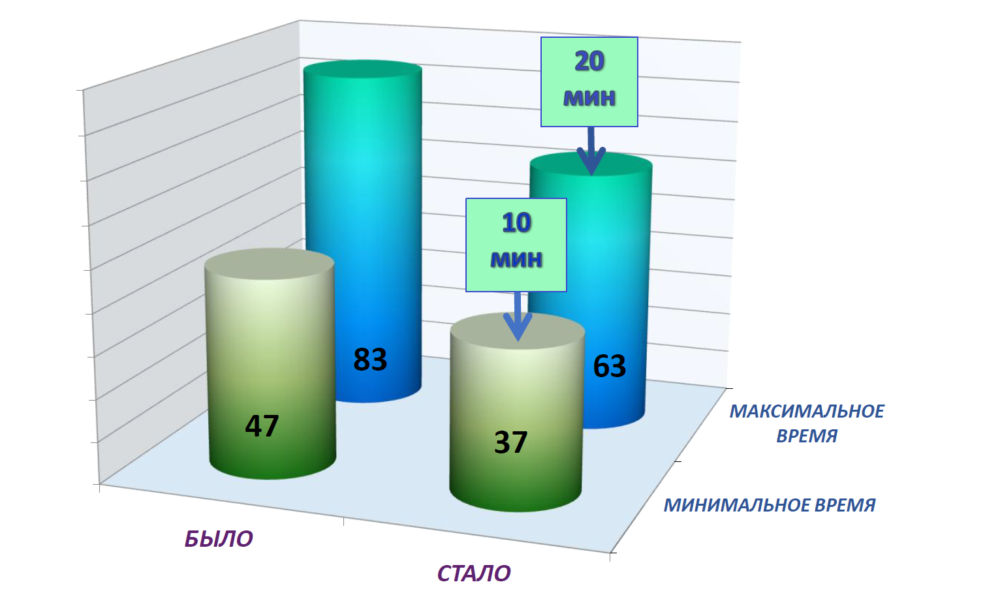 20
мин
10
мин
83
63
47
37
МАКСИМАЛЬНОЕ
ВРЕМЯ
МИНИМАЛЬНОЕ ВРЕМЯ
БЫЛО
СТАЛО